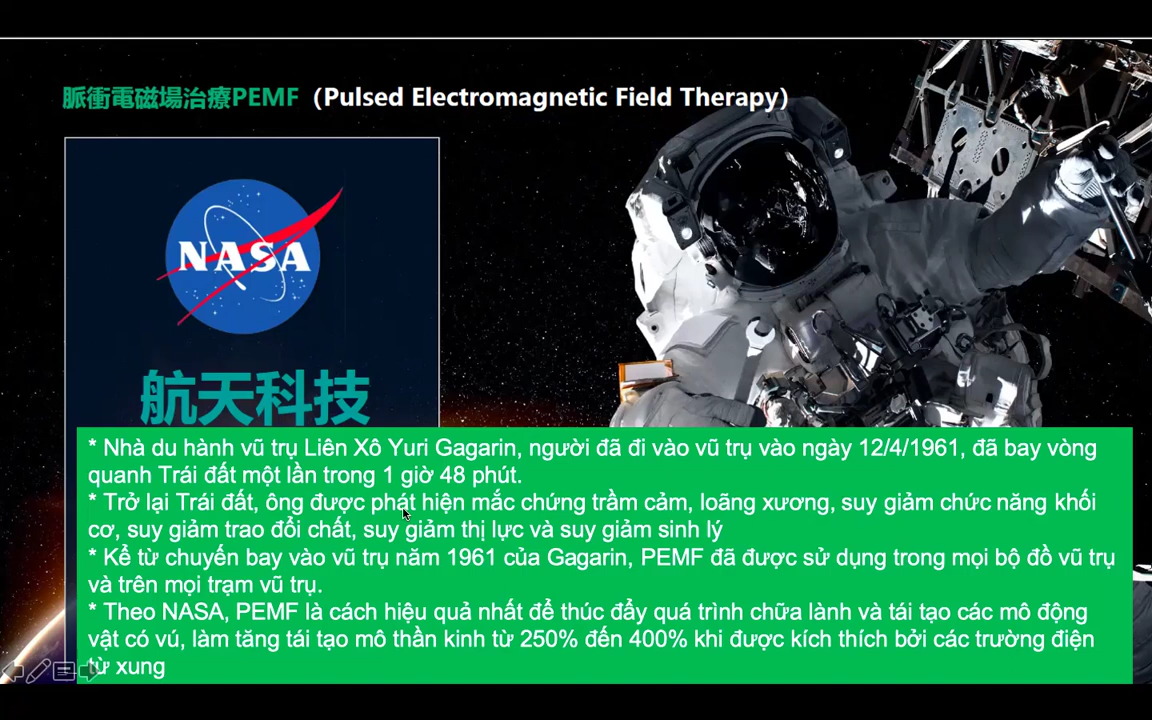 脈衝電磁場治療PEMF（Pulsed Electromagnetic Field Therapy）
NASA
航天科技
* Nhà du hành vũ trụ Liên Xô Yuri Gagarin, người đã đi vào vũ trụ vào ngày 12/4/1961, đã bay vòng
quanh Trái đất một lần trong 1 giờ 48 phút.
* Trở lại Trái đất, ông được phát hiện mắc chứng trầm cảm, loãng xương, suy giảm chức năng khối
cơ, suy giảm trao đổi chất, suy giảm thị lực và suy giảm sinh lý
* Kể từ chuyến bay vào vũ trụ năm 1961 của Gagarin, PEMF đã được sử dụng trong mọi bộ đồ vũ trụ
và trên mọi trạm vũ trụ.
* Theo NASA, PEMF là cách hiệu quả nhất để thúc đẩy quá trình chữa lành và tái tạo các mô động
vật có vú, làm tăng tái tạo mô thần kinh từ 250% đến 400% khi được kích thích bởi các trường điện
từ xung